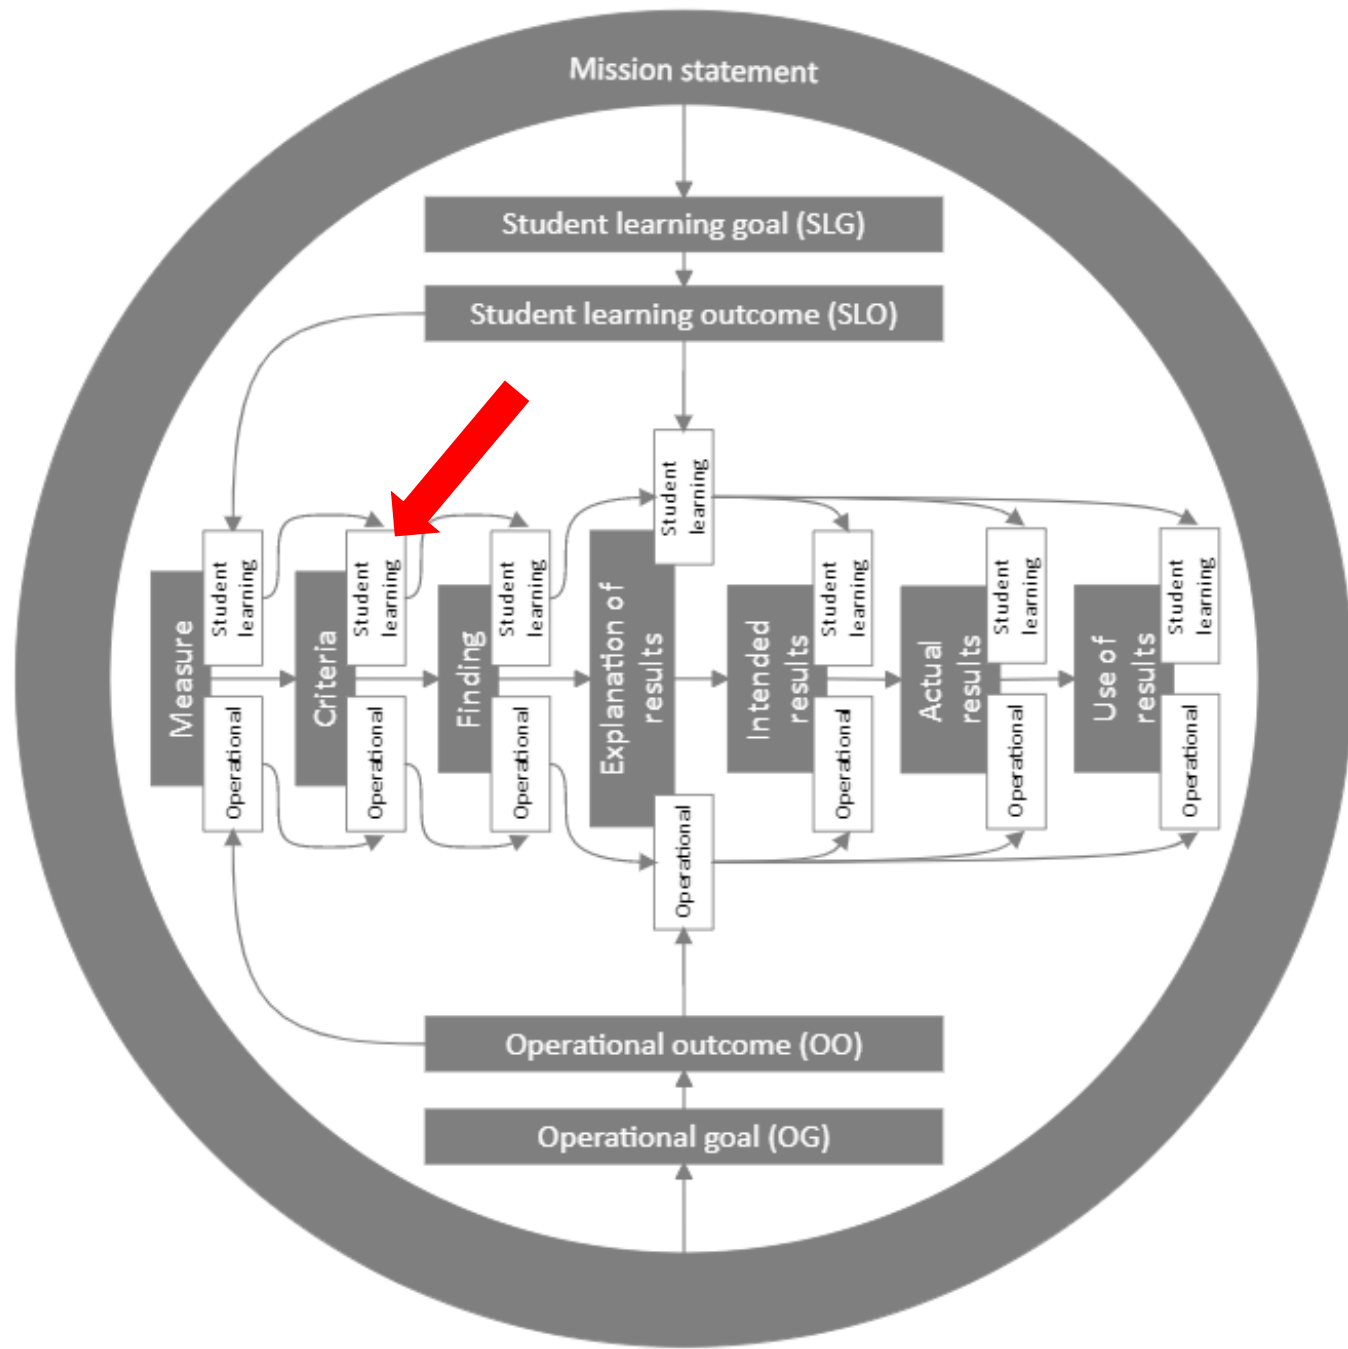 Mission statement
Student learning goal (SLG)
Student learning outcome (SLO)
Student
learning
Measure
Student
learning
Operational
Criteria
Student
learning
Operational
Finding
Student
learning
Operational
Explanation of
results
Operational
Intended
results
Student
learning
Operational
Actual
results
Student
learning
Operational
Use of
results
Student
learning
Operational
Operational outcome (OO)
Operational goal (OG)